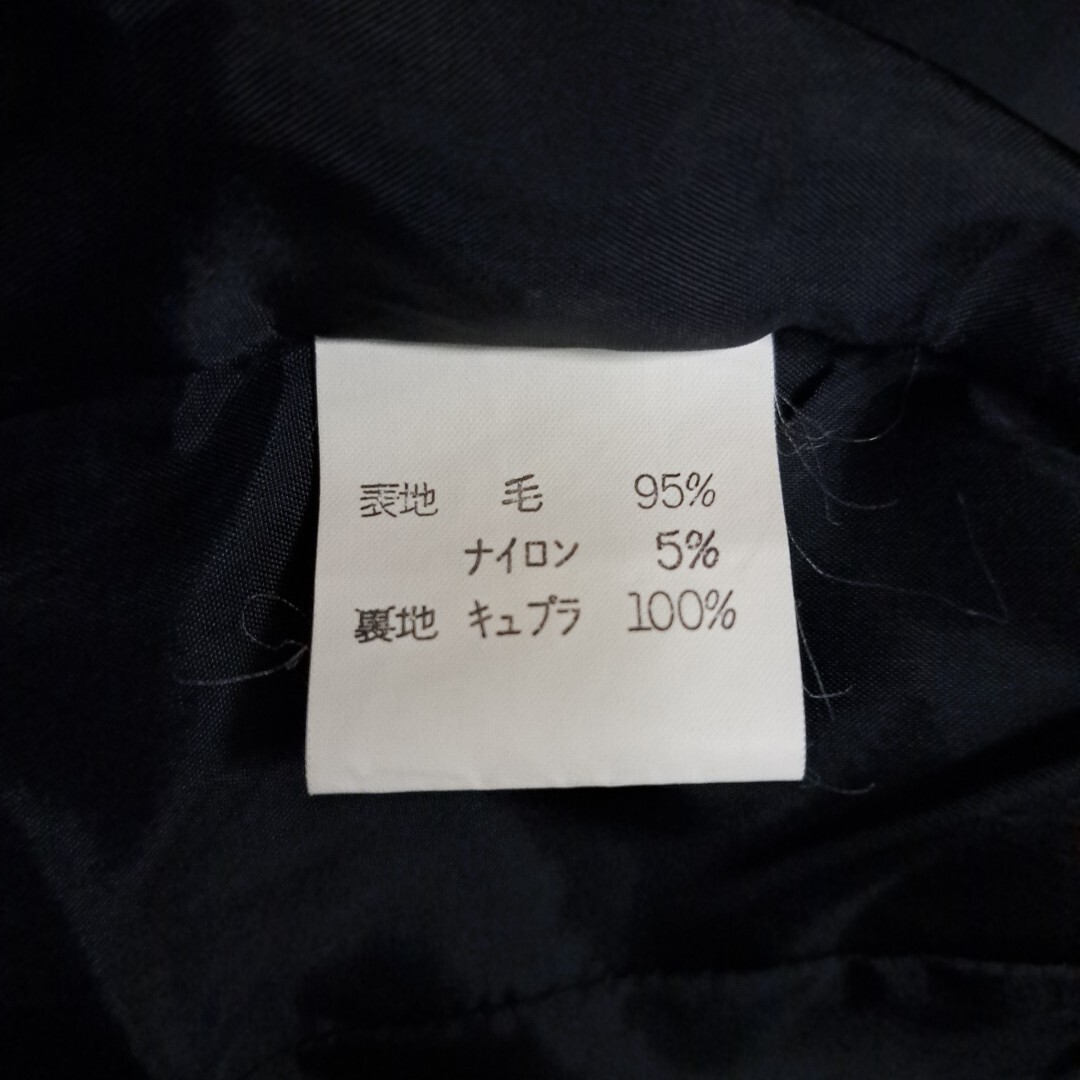 表地 毛 95%
ナイロン 5%
裏地 キュプラ 100%